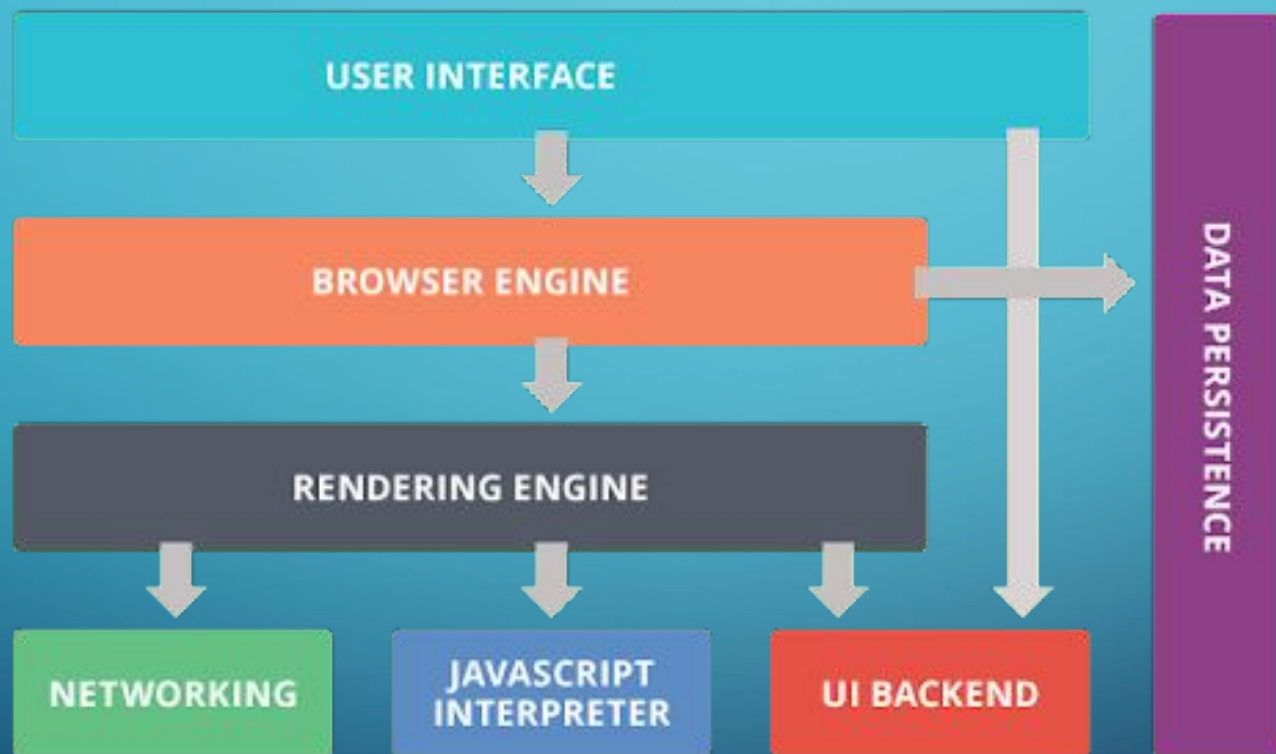 USER INTERFACE
BROWSER ENGINE
RENDERING ENGINE
NETWORKING
JAVASCRIPT
INTERPRETER
UI BACKEND
DATA PERSISTENCE